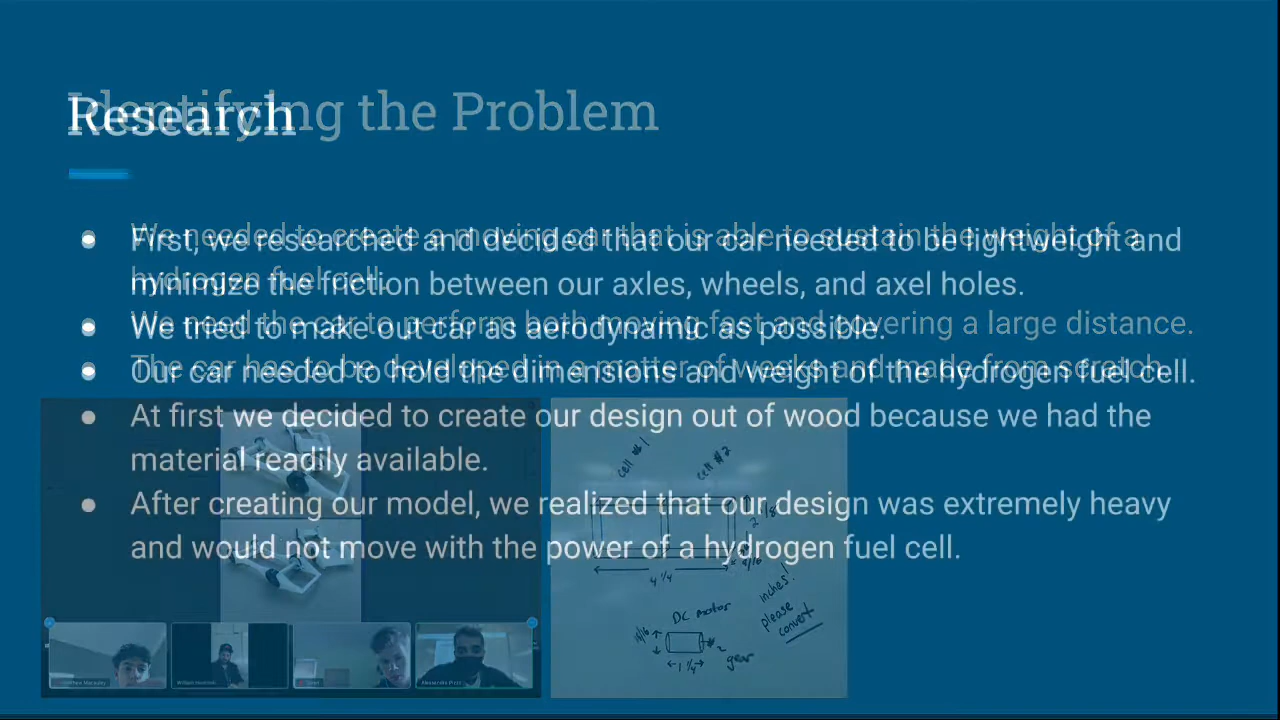 Identifying the Problem
Research
We needed to create a moving car that is able to sustain the weight of a
hydrogen fuel cell.
We need the car to perform both moving fast and covering a large distance.
The car has to be developed in a matter of weeks and made from scratch.
First, we researched and decided that our car needed to be lightweight and
minimize the friction between our axles, wheels, and axel holes.
We tried to make out car as aerodynamic as possible.
Our car needed to hold the dimensions and weight of the hydrogen fuel cell.
At first we decided to create our design out of wood because we had the
material readily available.
After creating our model, we realized that our design was extremely heavy
and would not move with the power of a hydrogen fuel cell.
cell #1
cell #2
4 1/4
inches!
please
convert
DC motor
1 1/4
gear